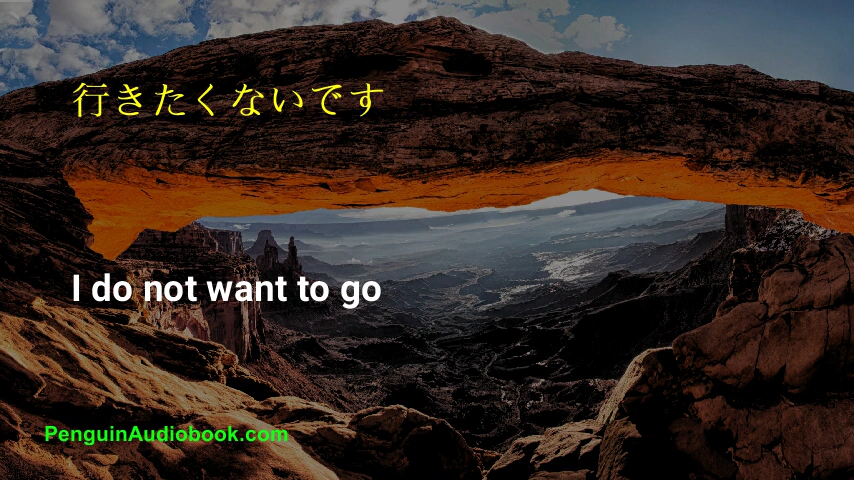 行きたくないです
I do not want to go
PenguinAudiobook.com